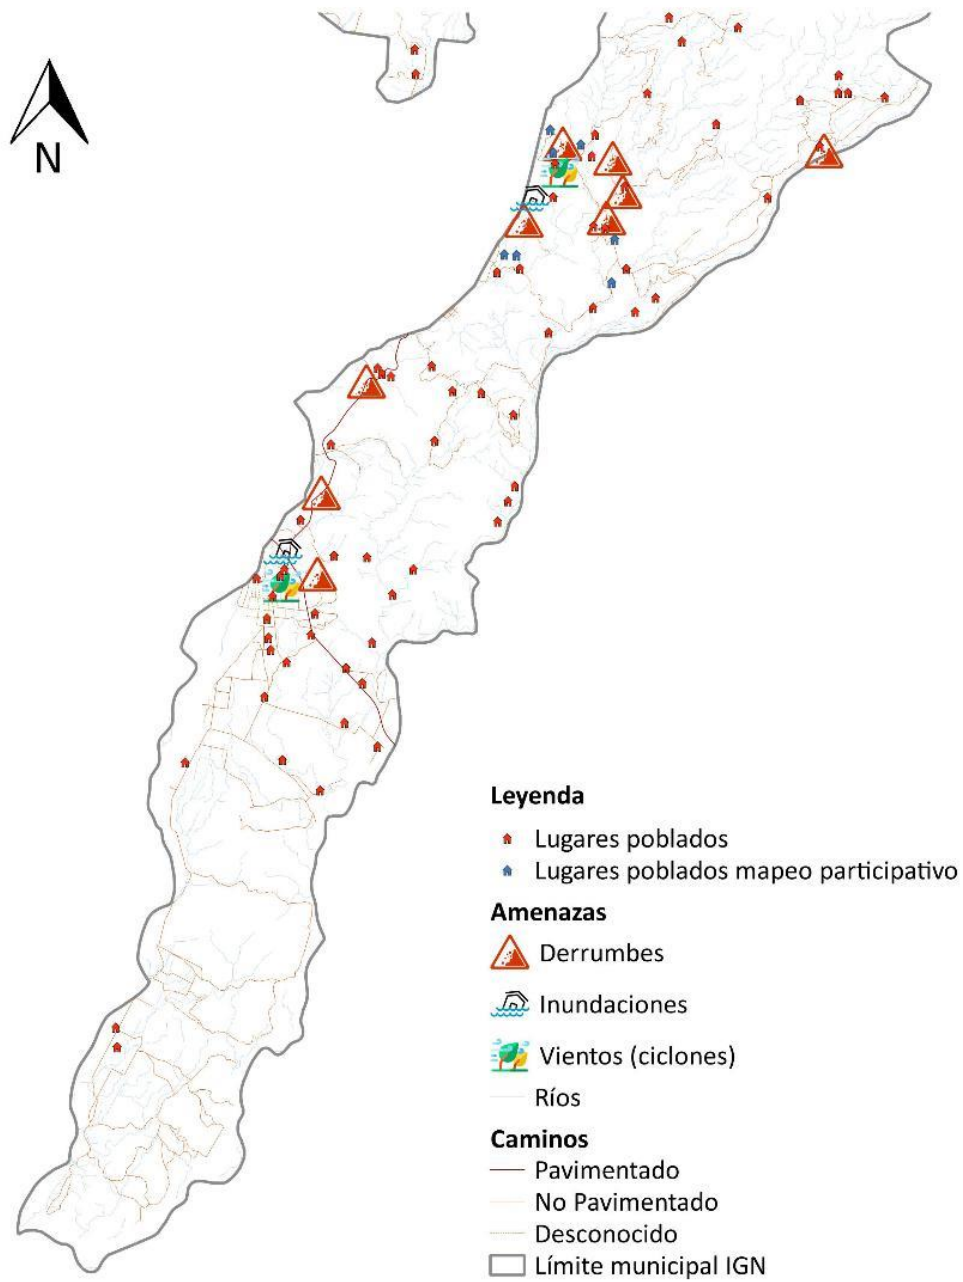 N
Leyenda
Lugares poblados
Lugares poblados mapeo participativo
Amenazas
Derrumbes
Inundaciones
Vientos (ciclones)
Ríos
Caminos
Pavimentado
No Pavimentado
Desconocido
Límite municipal IGN